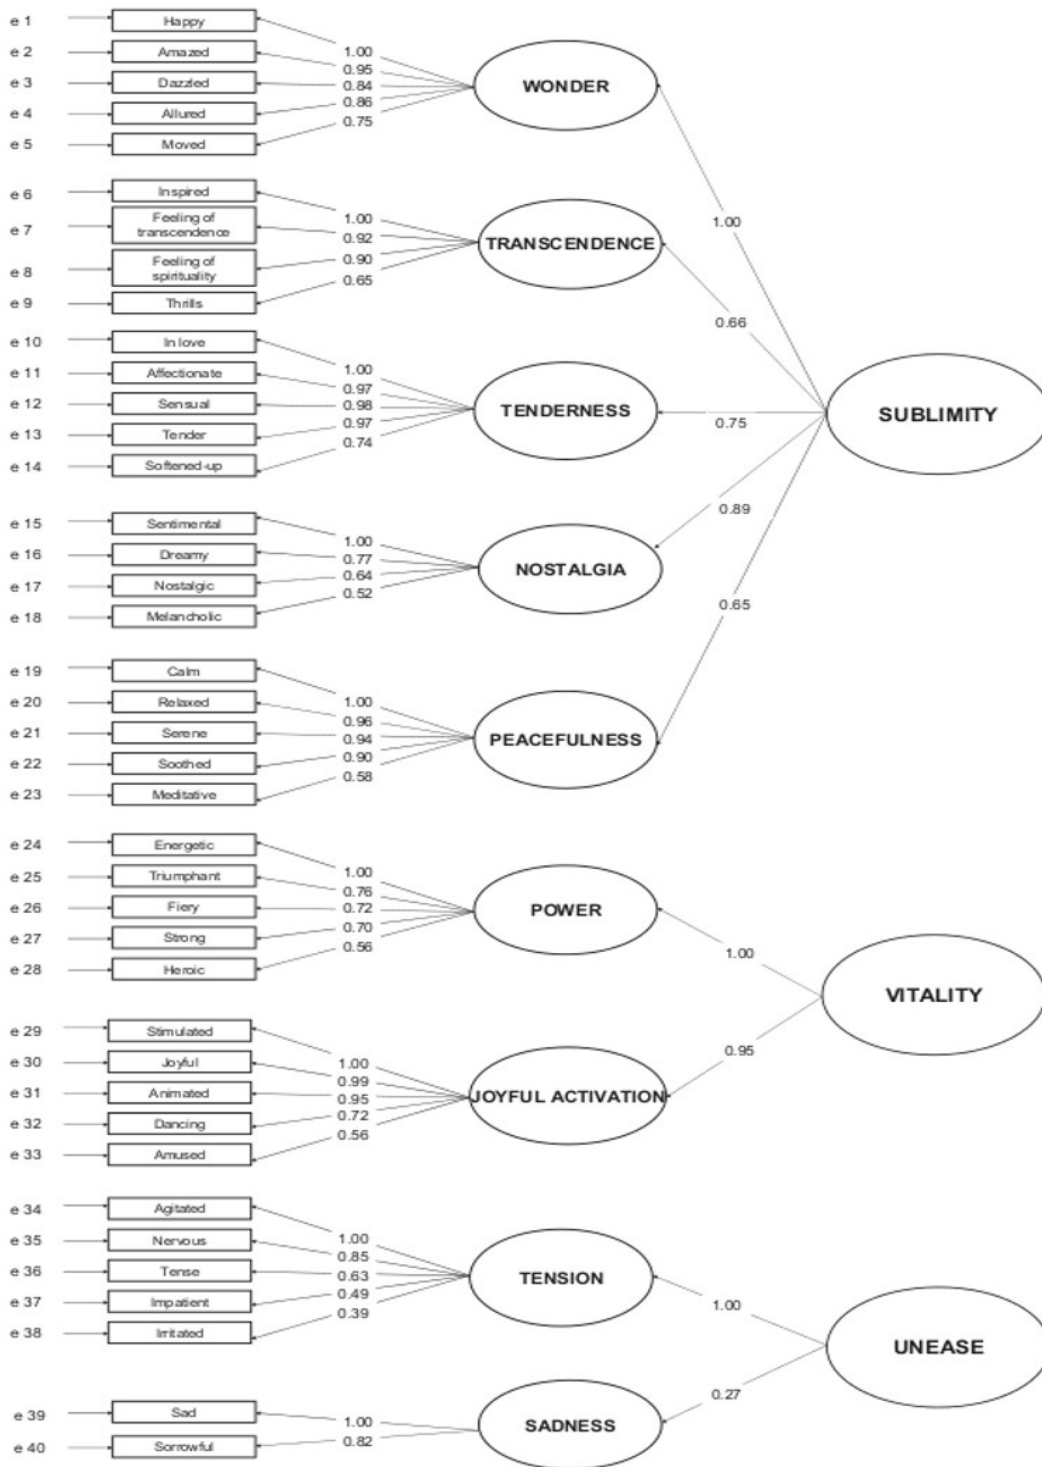 e 1
Happy
e 2
Amazed
e 3
Dazzled
e 4
Allured
e 5
Moved
1.00
0.95
0.84
0.86
0.75
WONDER
e 6
Inspired
e 7
Feeling of
transcendence
e 8
Feeling of
spirituality
e 9
Thrills
1.00
0.92
0.90
0.65
TRANSCENDENCE
e 10
In love
e 11
Affectionate
e 12
Sensual
e 13
Tender
e 14
Softened-up
1.00
0.97
0.98
0.97
0.74
TENDERNESS
e 15
Sentimental
e 16
Dreamy
e 17
Nostalgic
e 18
Melancholic
1.00
0.77
0.64
0.52
NOSTALGIA
e 19
Calm
e 20
Relaxed
e 21
Serene
e 22
Soothed
e 23
Meditative
1.00
0.96
0.94
0.90
0.58
PEACEFULNESS
1.00
0.66
0.75
0.89
0.65
SUBLIMITY
e 24
Energetic
e 25
Triumphant
e 26
Fiery
e 27
Strong
e 28
Heroic
1.00
0.76
0.72
0.70
0.56
POWER
e 29
Stimulated
e 30
Joyful
e 31
Animated
e 32
Dancing
e 33
Amused
1.00
0.99
0.95
0.72
0.56
JOYFUL ACTIVATION
1.00
0.95
VITALITY
e 34
Agitated
e 35
Nervous
e 36
Tense
e 37
Impatient
e 38
Irritated
1.00
0.85
0.63
0.49
0.39
TENSION
e 39
Sad
e 40
Sorrowful
1.00
0.82
SADNESS
1.00
0.27
UNEASE